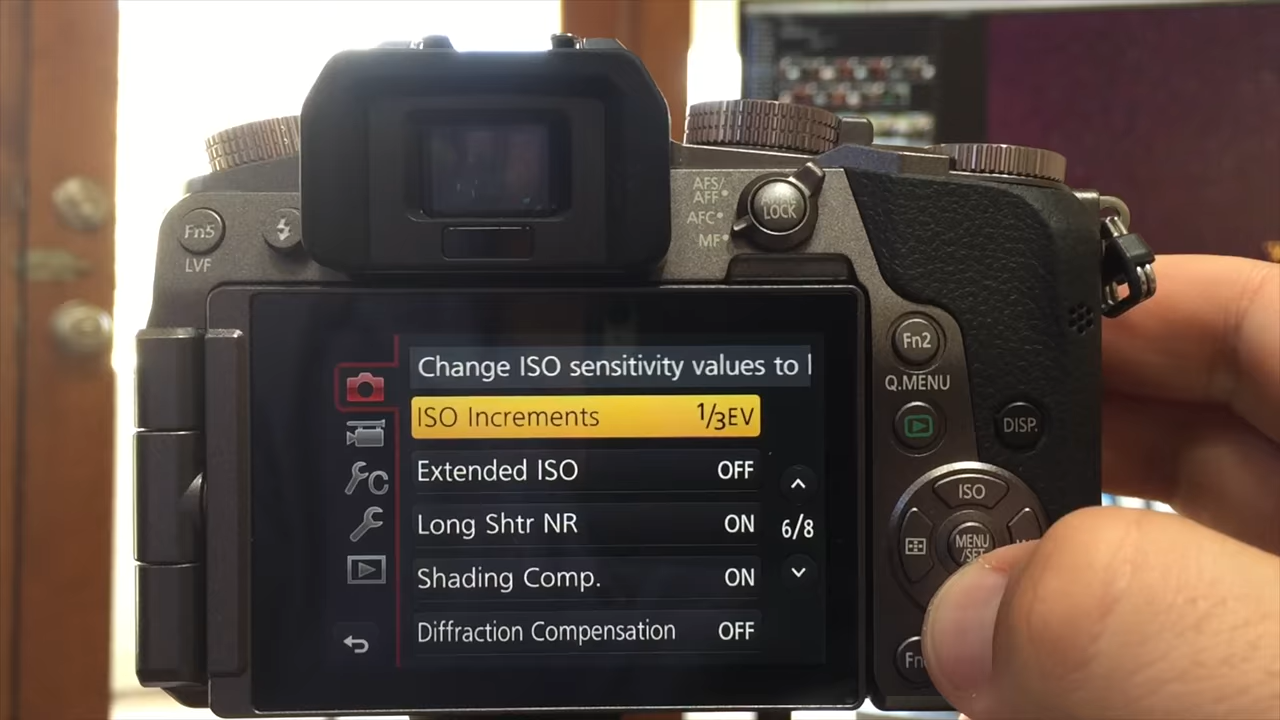 Fn5
LVF
AFS/
AFF
AFC
MF
AF/AE
LOCK
Fn2
Q.MENU
DISP.
ISO
MENU
/SET
Fn
Change ISO sensitivity values to
ISO Increments 1/3EV
Extended ISO OFF
Long Shtr NR ON
6/8
Shading Comp. ON
Diffraction Compensation OFF
C